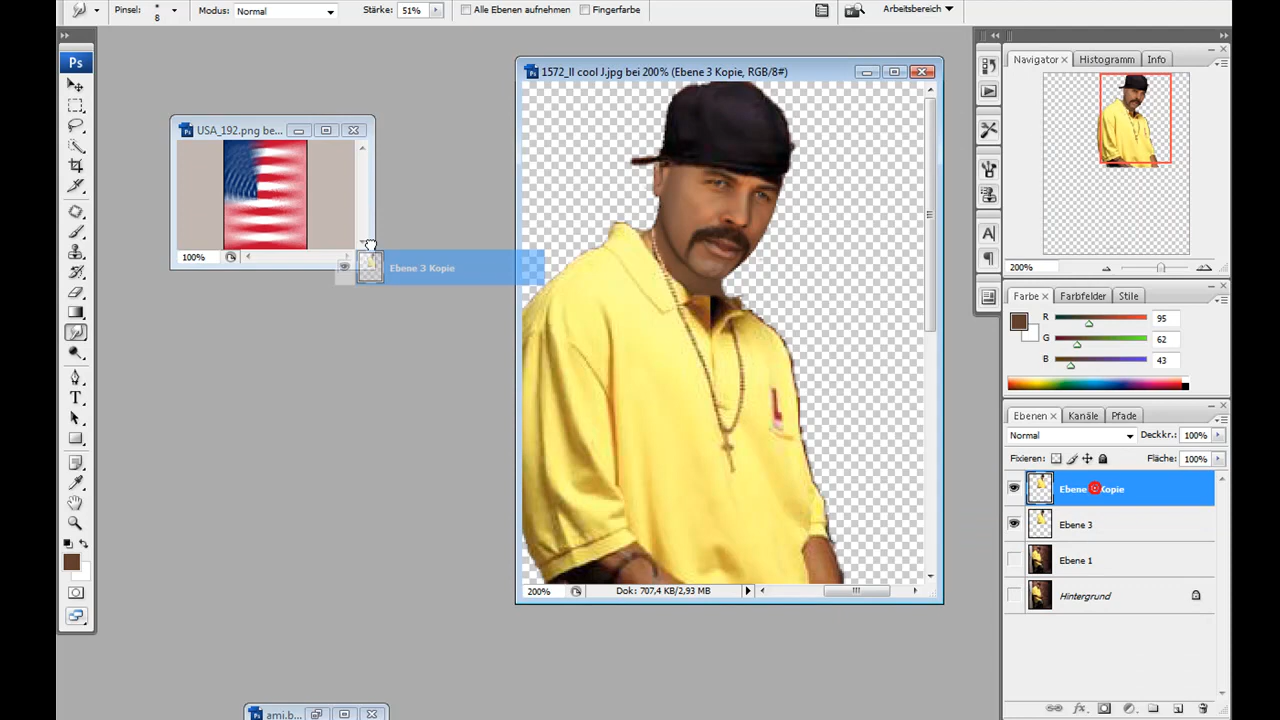 Pinsel:
8
Modus:
Normal
Stärke:
51%
Alle Ebenen aufnehmen
Fingerfarbe
Arbeitsbereich
Ps
USA_192.png be...
100%
Ebene 3 Kopie
1572_ll cool J.jpg bei 200% (Ebene 3 Kopie, RGB/8#)
200%
Dok: 707,4 KB/2,93 MB
ami.b...
Navigator
Histogramm
Info
200%
Farbe
Farbfelder
Stile
R
95
G
62
B
43
Ebenen
Kanäle
Pfade
Normal
Deckkr.:
100%
Fixieren:
Fläche:
100%
Ebene
Kopie
Ebene 3
Ebene 1
Hintergrund